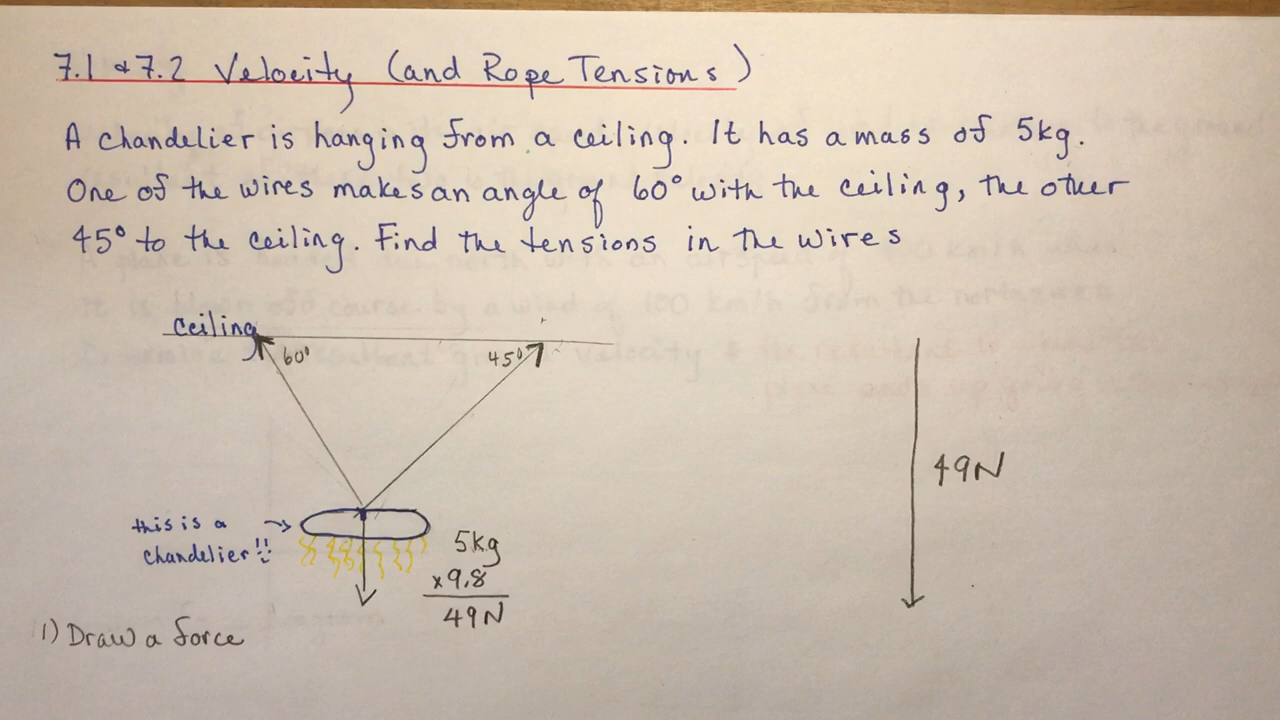 7.1 & 7.2 Velocity (and Rope Tensions)
A chandelier is hanging from a ceiling. It has a mass of 5kg.
One of the wires makes an angle of 60° with the ceiling, the other
45° to the ceiling. Find the tensions in the wires
ceiling
60° 45°
49N
this is a
chandelier!!
5kg
x9.8
49N
1) Draw a force